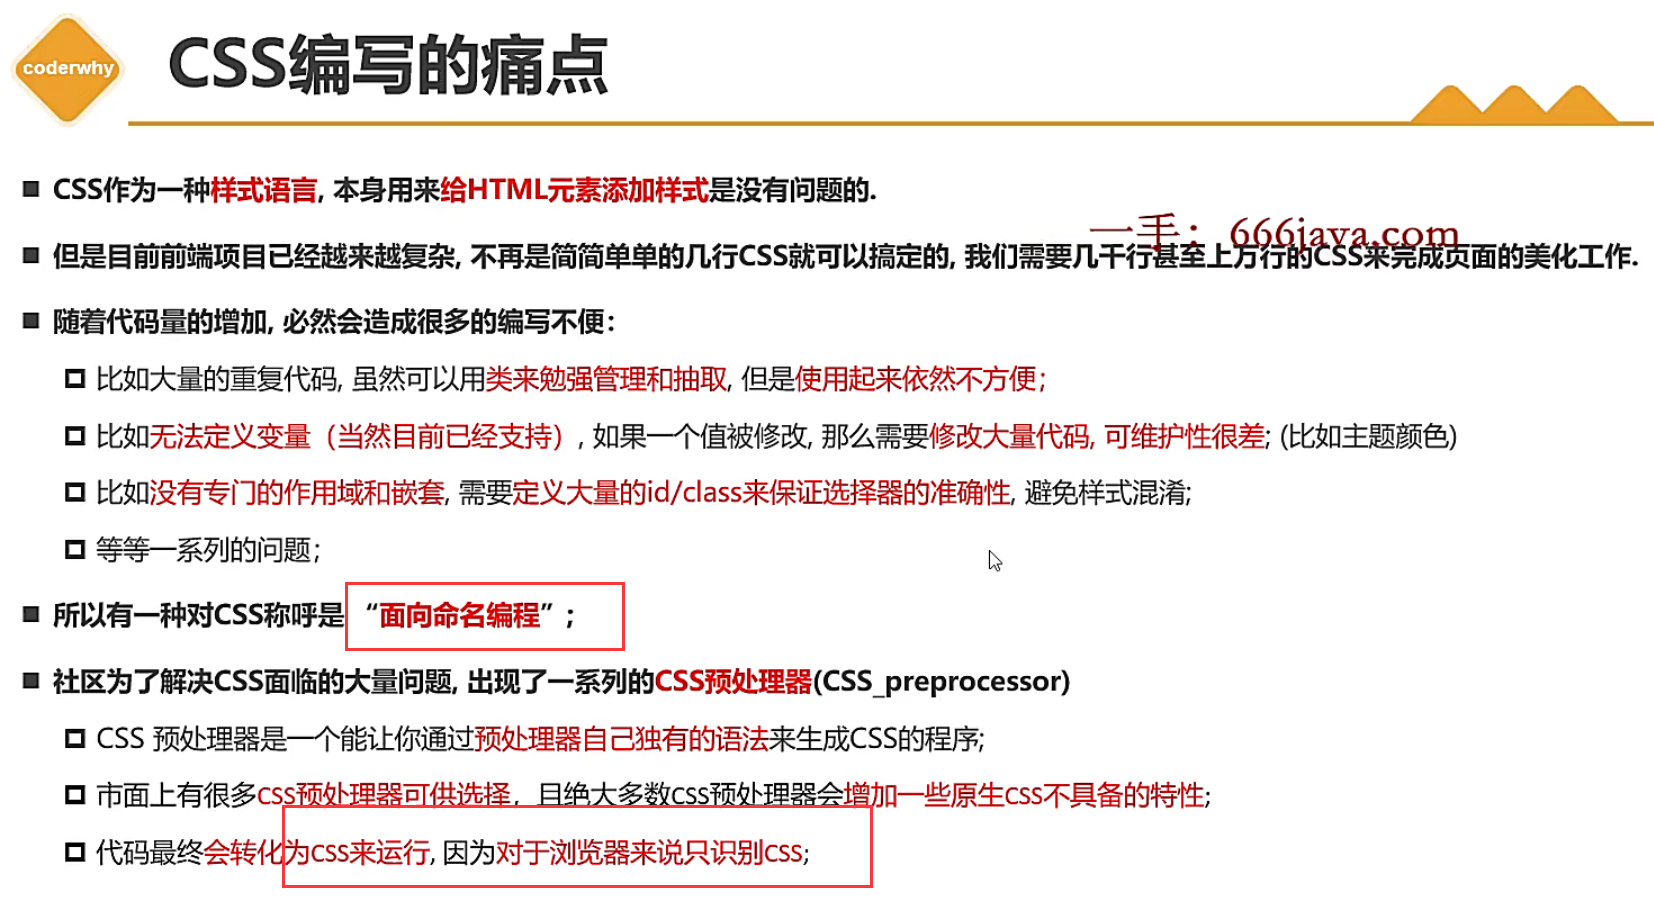 coderwhy
CSS编写的痛点
CSS作为一种样式语言, 本身用来给HTML元素添加样式是没有问题的.
一手：666java.com
但是目前前端项目已经越来越复杂, 不再是简简单单的几行CSS就可以搞定的, 我们需要几千行甚至上万行的CSS来完成页面的美化工作.
随着代码量的增加, 必然会造成很多的编写不便：
比如大量的重复代码, 虽然可以用类来勉强管理和抽取, 但是使用起来依然不方便；
比如无法定义变量（当然目前已经支持）, 如果一个值被修改, 那么需要修改大量代码, 可维护性很差; (比如主题颜色)
比如没有专门的作用域和嵌套, 需要定义大量的id/class来保证选择器的准确性, 避免样式混淆;
等等一系列的问题；
所以有一种对CSS称呼是 “面向命名编程”；
社区为了解决CSS面临的大量问题, 出现了一系列的CSS预处理器(CSS_preprocessor)
CSS 预处理器是一个能让你通过预处理器自己独有的语法来生成CSS的程序;
市面上有很多CSS预处理器可供选择，且绝大多数CSS预处理器会增加一些原生CSS不具备的特性;
代码最终会转化为CSS来运行, 因为对于浏览器来说只识别CSS;